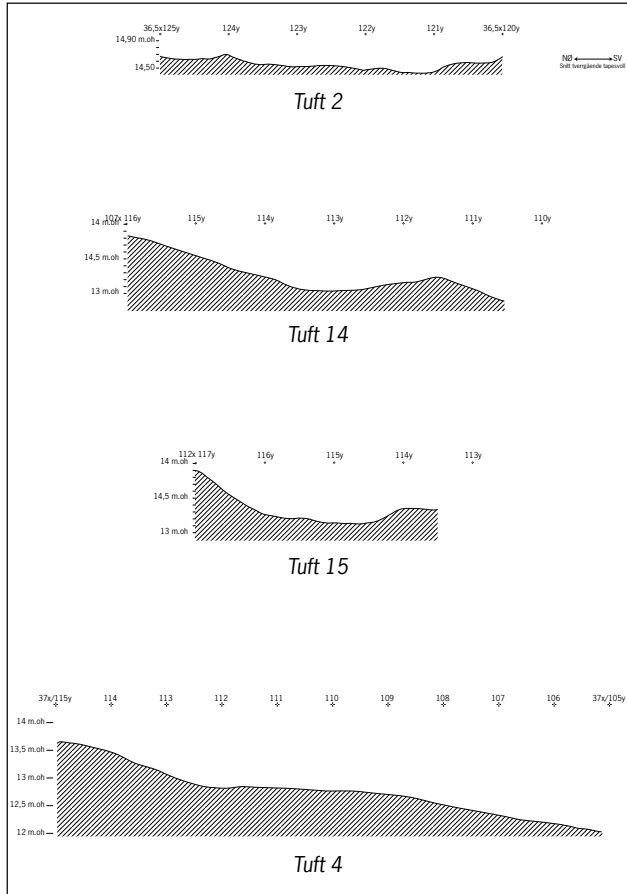 36,5x125y 124y 123y 122y 121y 36,5x120y
14,90 m.oh
14,50
NØ SV
Snitt tverrgående tapesvoll
Tuft 2
107x 116y 115y 114y 113y 112y 111y 110y
14 m.oh
14,5 m.oh
13 m.oh
Tuft 14
112x 117y 116y 115y 114y 113y
14 m.oh
14,5 m.oh
13 m.oh
Tuft 15
37x/115y 114 113 112 111 110 109 108 107 106 37x/105y
14 m.oh
13,5 m.oh
13 m.oh
12,5 m.oh
12 m.oh
Tuft 4